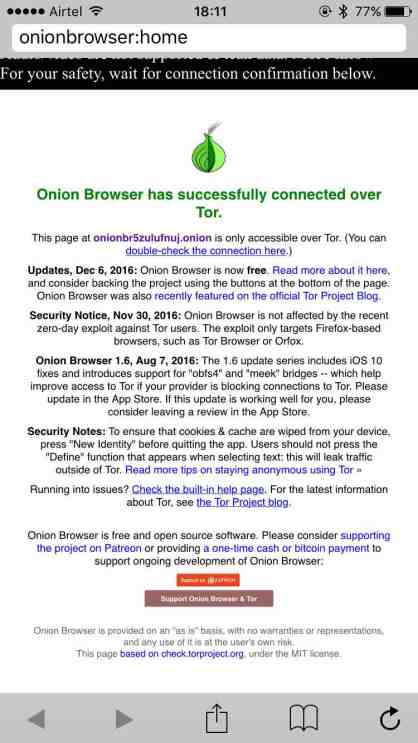 Airtel 18:11 77%
onionbrowser:home
For your safety, wait for connection confirmation below.
Onion Browser has successfully connected over
Tor.
This page at onionbr5zulufnuj.onion is only accessible over Tor. (You can
double-check the connection here.)
Updates, Dec 6, 2016: Onion Browser is now free. Read more about it here,
and consider backing the project using the buttons at the bottom of the page.
Onion Browser was also recently featured on the official Tor Project Blog.
Security Notice, Nov 30, 2016: Onion Browser is not affected by the recent
zero-day exploit against Tor users. The exploit only targets Firefox-based
browsers, such as Tor Browser or Orfox.
Onion Browser 1.6, Aug 7, 2016: The 1.6 update series includes iOS 10
fixes and introduces support for "obfs4" and "meek" bridges -- which help
improve access to Tor if your provider is blocking connections to Tor. Please
update in the App Store. If this update is working well for you, please
consider leaving a review in the App Store.
Security Notes: To ensure that cookies & cache are wiped from your device,
press "New Identity" before quitting the app. Users should not press the
"Define" function that appears when selecting text: this will leak traffic
outside of Tor. Read more tips on staying anonymous using Tor »
Running into issues? Check the built-in help page. For the latest information
about Tor, see the Tor Project blog.
Onion Browser is free and open source software. Please consider supporting
the project on Patreon or providing a one-time cash or bitcoin payment to
support ongoing development of Onion Browser:
Support Onion Browser & Tor
Onion Browser is provided on an "as is" basis, with no warranties or representations,
and any use of it is at the user's own risk.
This page based on check.torproject.org, under the MIT license.